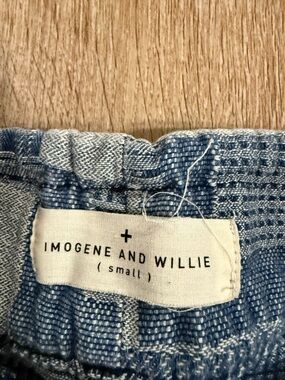 +
IMOGENE AND WILLIE
( small )